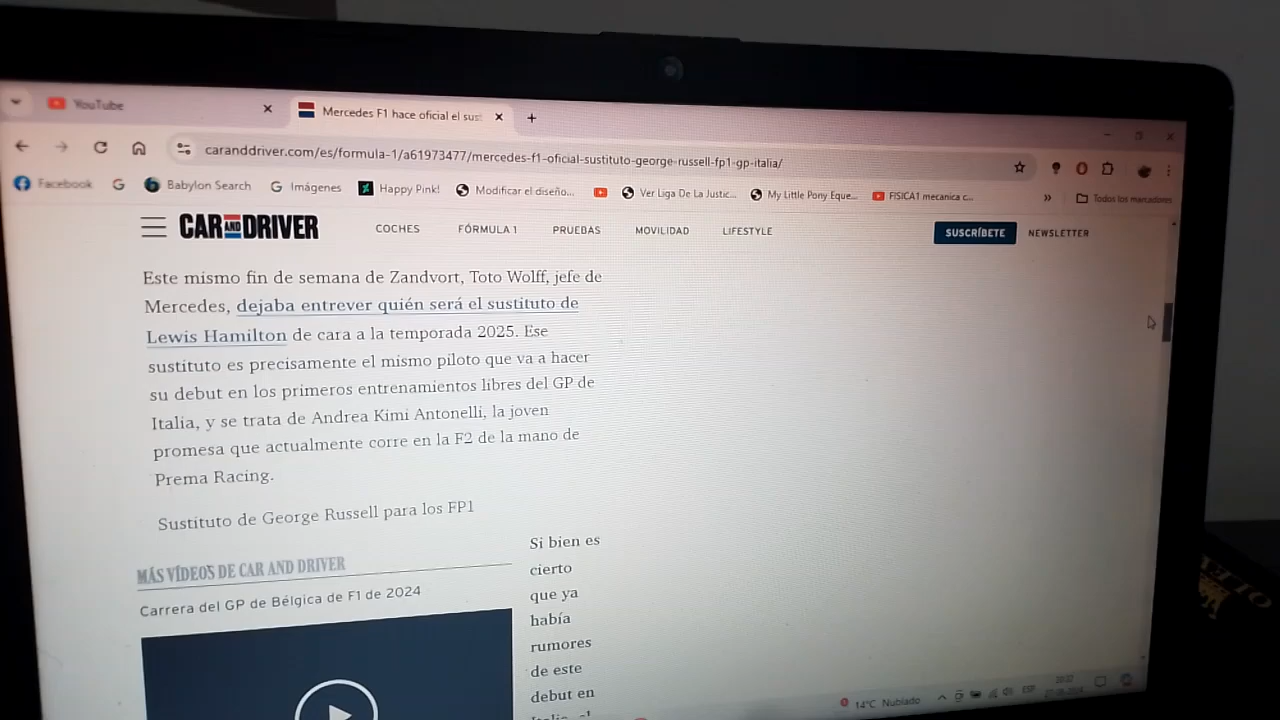 YouTube
Mercedes F1 hace oficial el sus
caranddriver.com/es/formula-1/a61973477/mercedes-f1-oficial-sustituto-george-russell-fp1-gp-italia/
Facebook
Babylon Search
Imágenes
Happy Pink!
Modificar el diseño...
Ver Liga De La Justic...
My Little Pony Eque...
FISICA1 mecanica c...
»
Todos los marcadores
CAR AND DRIVER
COCHES
FÓRMULA 1
PRUEBAS
MOVILIDAD
LIFESTYLE
SUSCRÍBETE
NEWSLETTER
Este mismo fin de semana de Zandvort, Toto Wolff, jefe de
Mercedes, dejaba entrever quién será el sustituto de
Lewis Hamilton de cara a la temporada 2025. Ese
sustituto es precisamente el mismo piloto que va a hacer
su debut en los primeros entrenamientos libres del GP de
Italia, y se trata de Andrea Kimi Antonelli, la joven
promesa que actualmente corre en la F2 de la mano de
Prema Racing.
Sustituto de George Russell para los FP1
MÁS VÍDEOS DE CAR AND DRIVER
Carrera del GP de Bélgica de F1 de 2024
Si bien es
cierto
que ya
había
rumores
de este
debut en
14°C Nublado
ESP